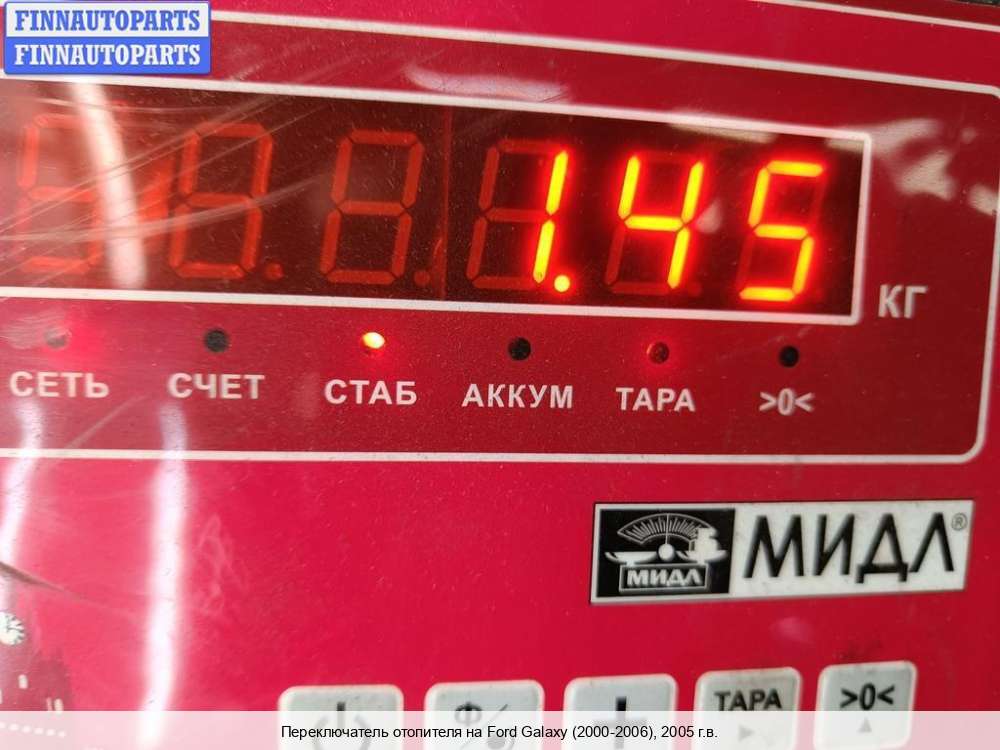 FINNAUTOPARTS
FINNAUTOPARTS
1.45
КГ
СЕТЬ СЧЕТ СТАБ АККУМ ТАРА >0<
МИДЛ МИДЛ®
ТАРА >0<
Переключатель отопителя на Ford Galaxy (2000-2006), 2005 г.в.